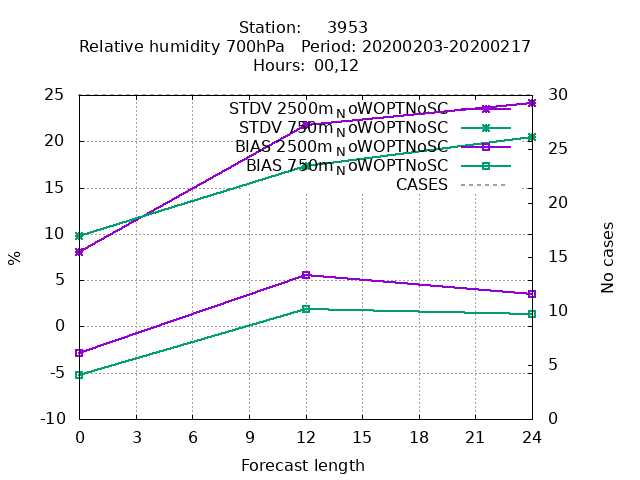 Station:     3953
Relative humidity 700hPa   Period: 20200203-20200217
Hours: 00,12
STDV 2500m_NoWOPTNoSC
STDV 750m_NoWOPTNoSC
BIAS 2500m_NoWOPTNoSC
BIAS 750m_NoWOPTNoSC
CASES
%
25
20
15
10
5
0
-5
-10
30
25
20
15
10
5
0
No cases
0 3 6 9 12 15 18 21 24
Forecast length